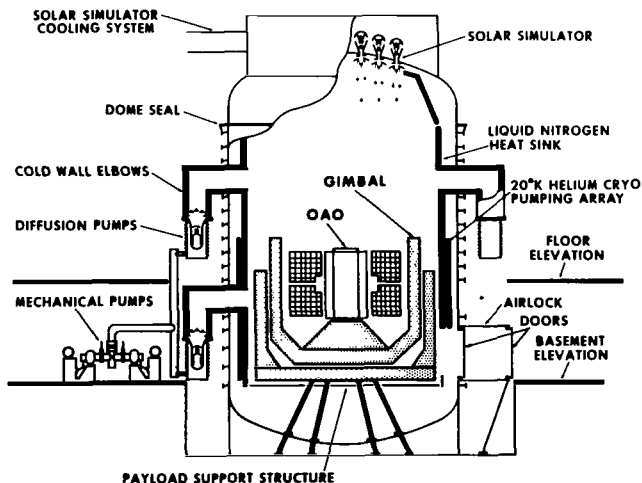 SOLAR SIMULATOR
COOLING SYSTEM
SOLAR SIMULATOR
DOME SEAL
LIQUID NITROGEN
HEAT SINK
COLD WALL ELBOWS
GIMBAL
20°K HELIUM CRYO
PUMPING ARRAY
OAO
DIFFUSION PUMPS
FLOOR
ELEVATION
MECHANICAL PUMPS
AIRLOCK
DOORS
BASEMENT
ELEVATION
PAYLOAD SUPPORT STRUCTURE